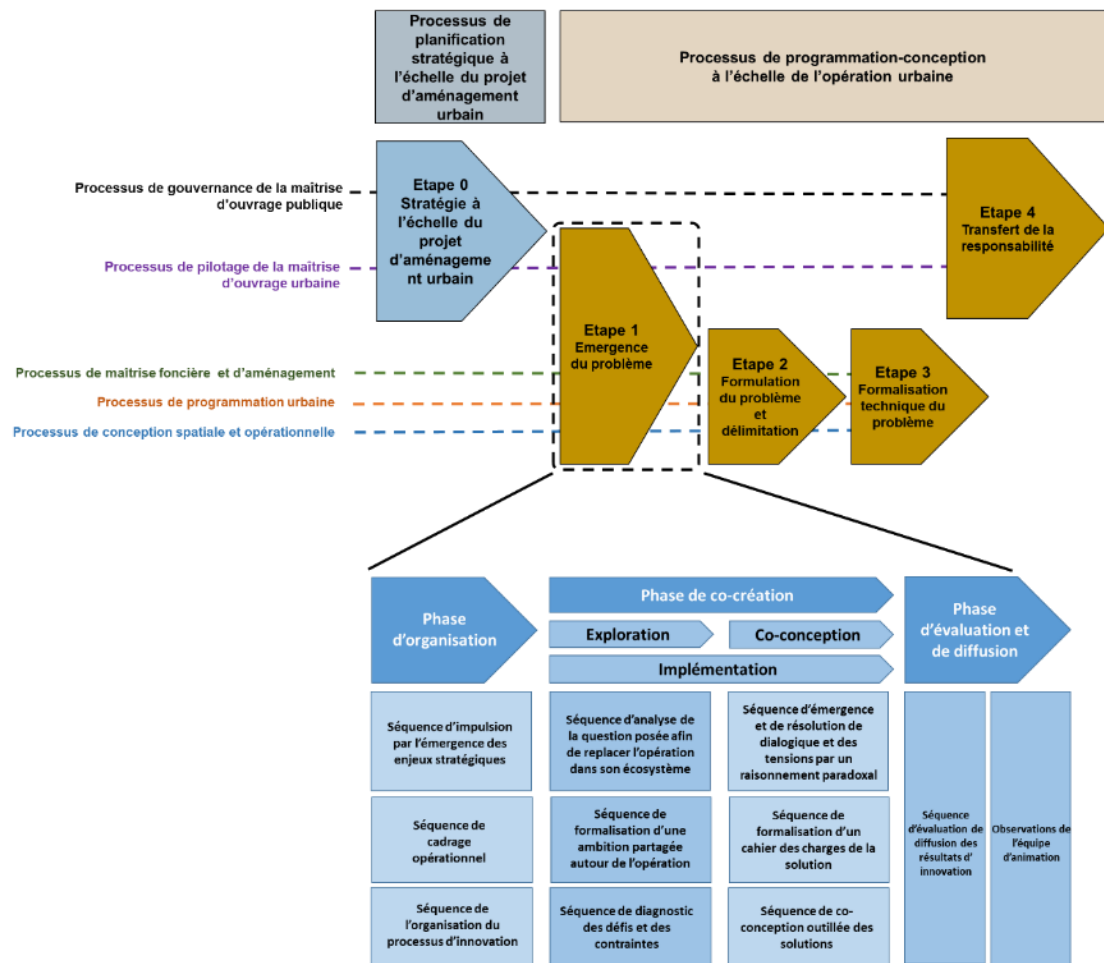 Processus de
planification
stratégique à
l'échelle du projet
d'aménagement
urbain
Processus de programmation-conception
à l'échelle de l'opération urbaine
Processus de gouvernance de la maîtrise
d'ouvrage publique
Etape 0
Stratégie à
l'échelle du
projet
d'aménageme
nt urbain
Etape 4
Transfert de la
responsabilité
Processus de pilotage de la maîtrise
d'ouvrage urbaine
Etape 1
Emergence
du problème
Processus de maîtrise foncière et d'aménagement
Processus de programmation urbaine
Processus de conception spatiale et opérationnelle
Etape 2
Formulation
du problème
et
délimitation
Etape 3
Formalisation
technique du
problème
Phase
d'organisation
Phase de co-création
Exploration
Co-conception
Implémentation
Phase
d'évaluation et
de diffusion
Séquence d'impulsion
par l'émergence des
enjeux stratégiques
Séquence d'analyse de
la question posée afin
de replacer l'opération
dans son écosystème
Séquence d'émergence
et de résolution de
dialogique et des
tensions par un
raisonnement paradoxal
Séquence de
cadrage
opérationnel
Séquence de
formalisation d'une
ambition partagée
autour de l'opération
Séquence de
formalisation d'un
cahier des charges de la
solution
Séquence de
l'organisation du
processus d'innovation
Séquence de diagnostic
des défis et des
contraintes
Séquence de co-
conception outillée des
solutions
Séquence
d'évaluation de
diffusion des
résultats d'
innovation
Observations de
l'équipe
d'animation